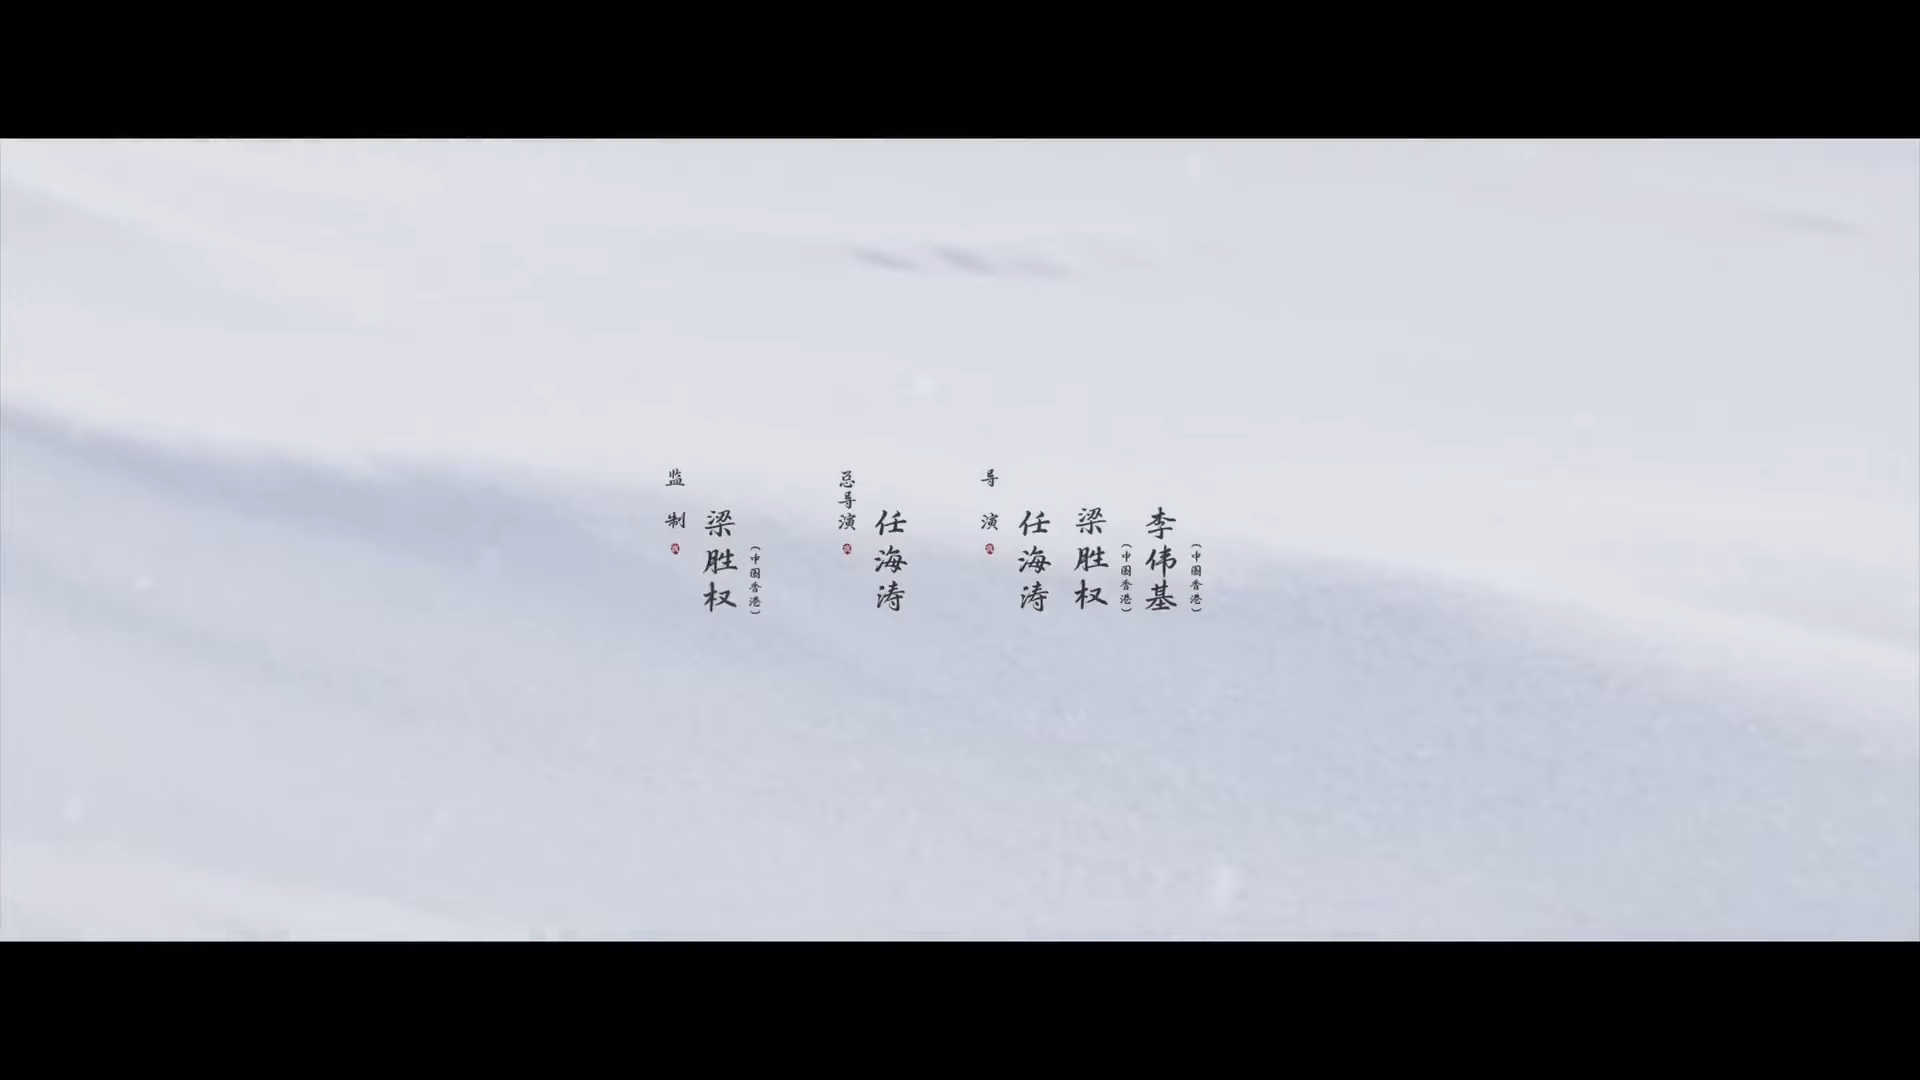 监制
梁胜权
（中国香港）
总导演
任海涛
导演
任海涛
梁胜权
（中国香港）
李伟基
（中国香港）